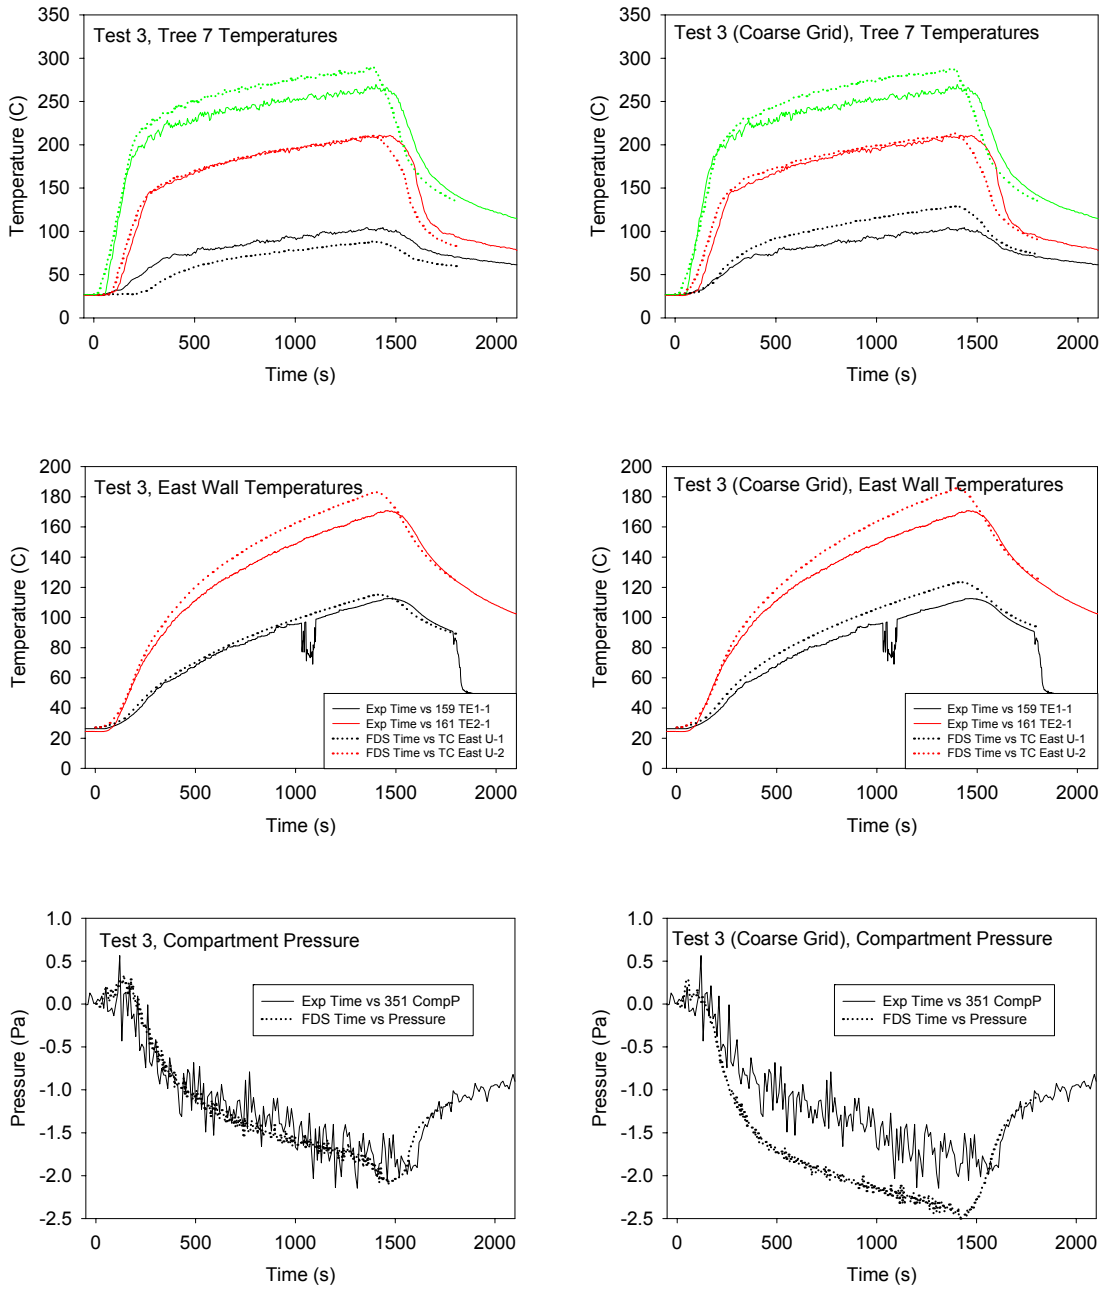 Test 3, Tree 7 Temperatures
Temperature (C)
350
300
250
200
150
100
50
0
0 500 1000 1500 2000
Time (s)
Test 3 (Coarse Grid), Tree 7 Temperatures
Temperature (C)
350
300
250
200
150
100
50
0
0 500 1000 1500 2000
Time (s)
Test 3, East Wall Temperatures
Temperature (C)
200
180
160
140
120
100
80
60
40
20
0
Exp Time vs 159 TE1-1
Exp Time vs 161 TE2-1
FDS Time vs TC East U-1
FDS Time vs TC East U-2
0 500 1000 1500 2000
Time (s)
Test 3 (Coarse Grid), East Wall Temperatures
Temperature (C)
200
180
160
140
120
100
80
60
40
20
0
Exp Time vs 159 TE1-1
Exp Time vs 161 TE2-1
FDS Time vs TC East U-1
FDS Time vs TC East U-2
0 500 1000 1500 2000
Time (s)
Test 3, Compartment Pressure
Pressure (Pa)
1.0
0.5
0.0
-0.5
-1.0
-1.5
-2.0
-2.5
Exp Time vs 351 CompP
FDS Time vs Pressure
0 500 1000 1500 2000
Time (s)
Test 3 (Coarse Grid), Compartment Pressure
Pressure (Pa)
1.0
0.5
0.0
-0.5
-1.0
-1.5
-2.0
-2.5
Exp Time vs 351 CompP
FDS Time vs Pressure
0 500 1000 1500 2000
Time (s)